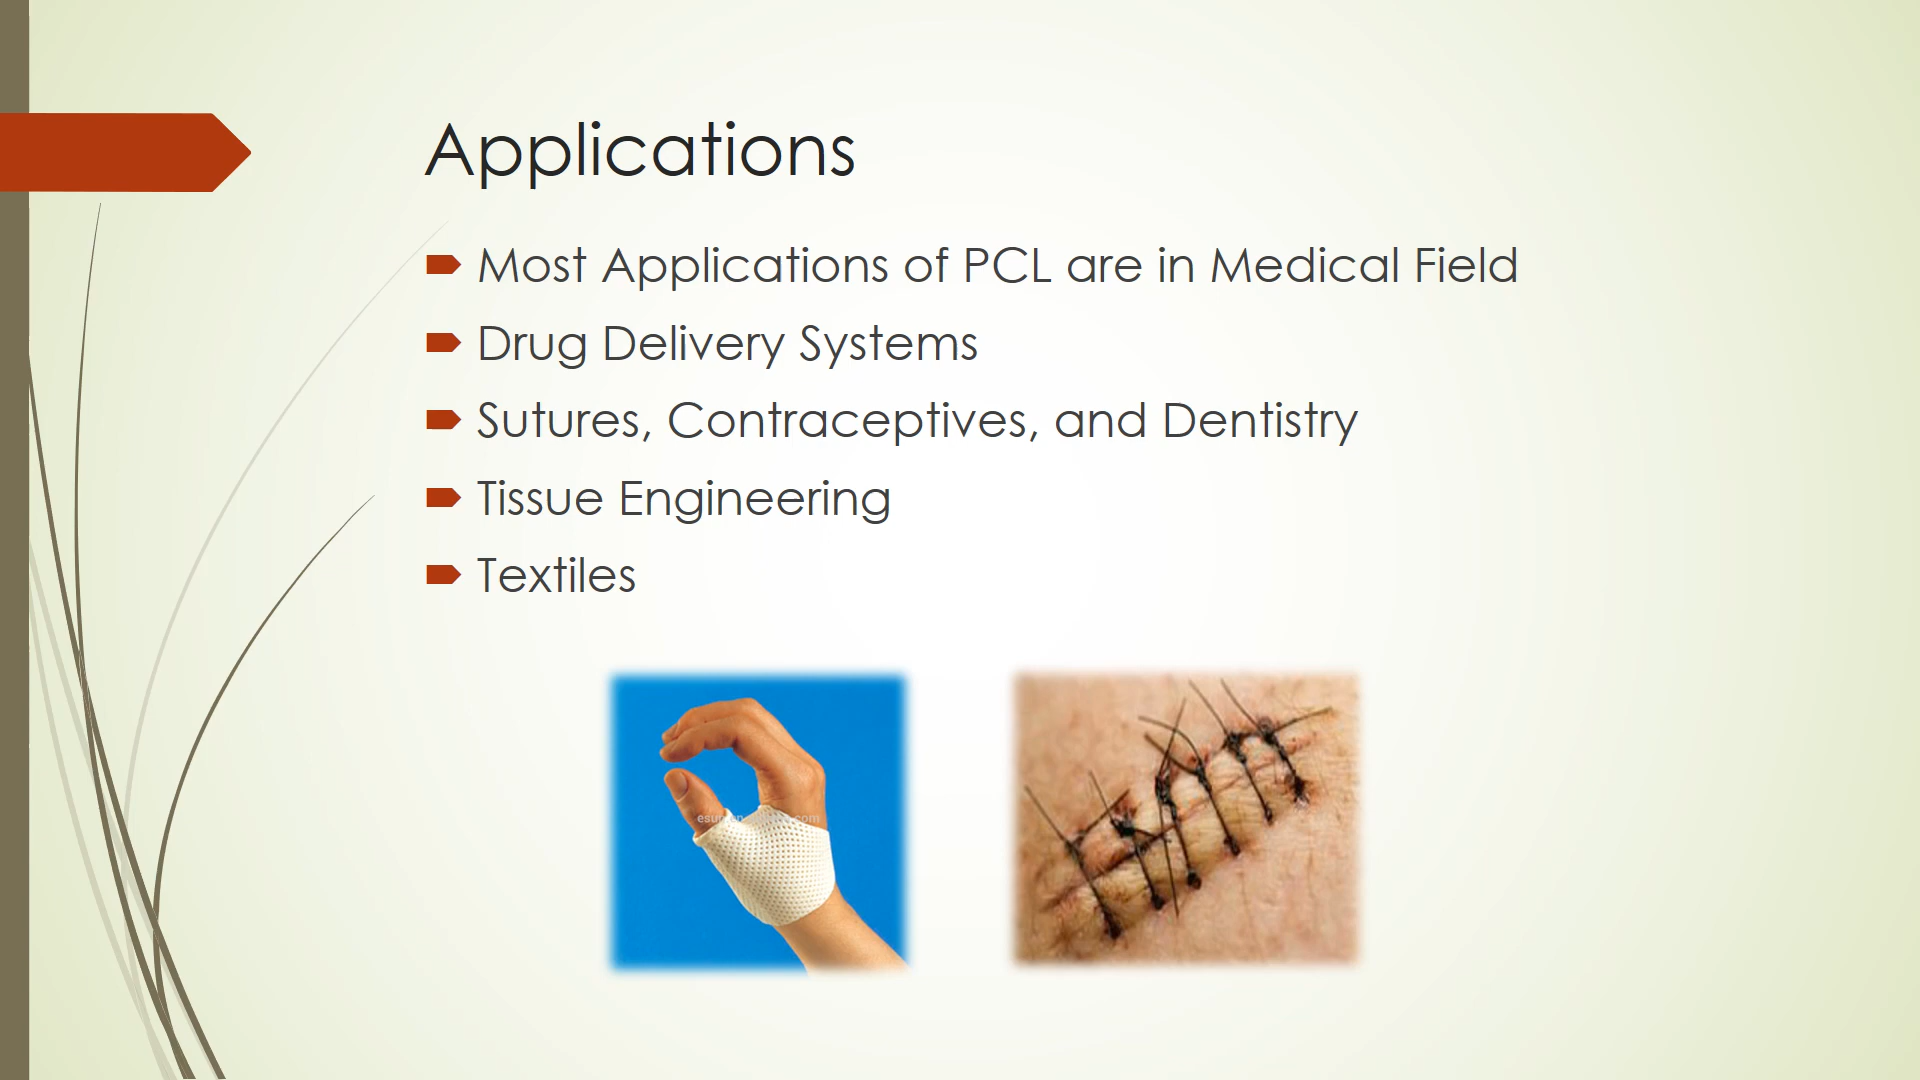 Applications
Most Applications of PCL are in Medical Field
Drug Delivery Systems
Sutures, Contraceptives, and Dentistry
Tissue Engineering
Textiles